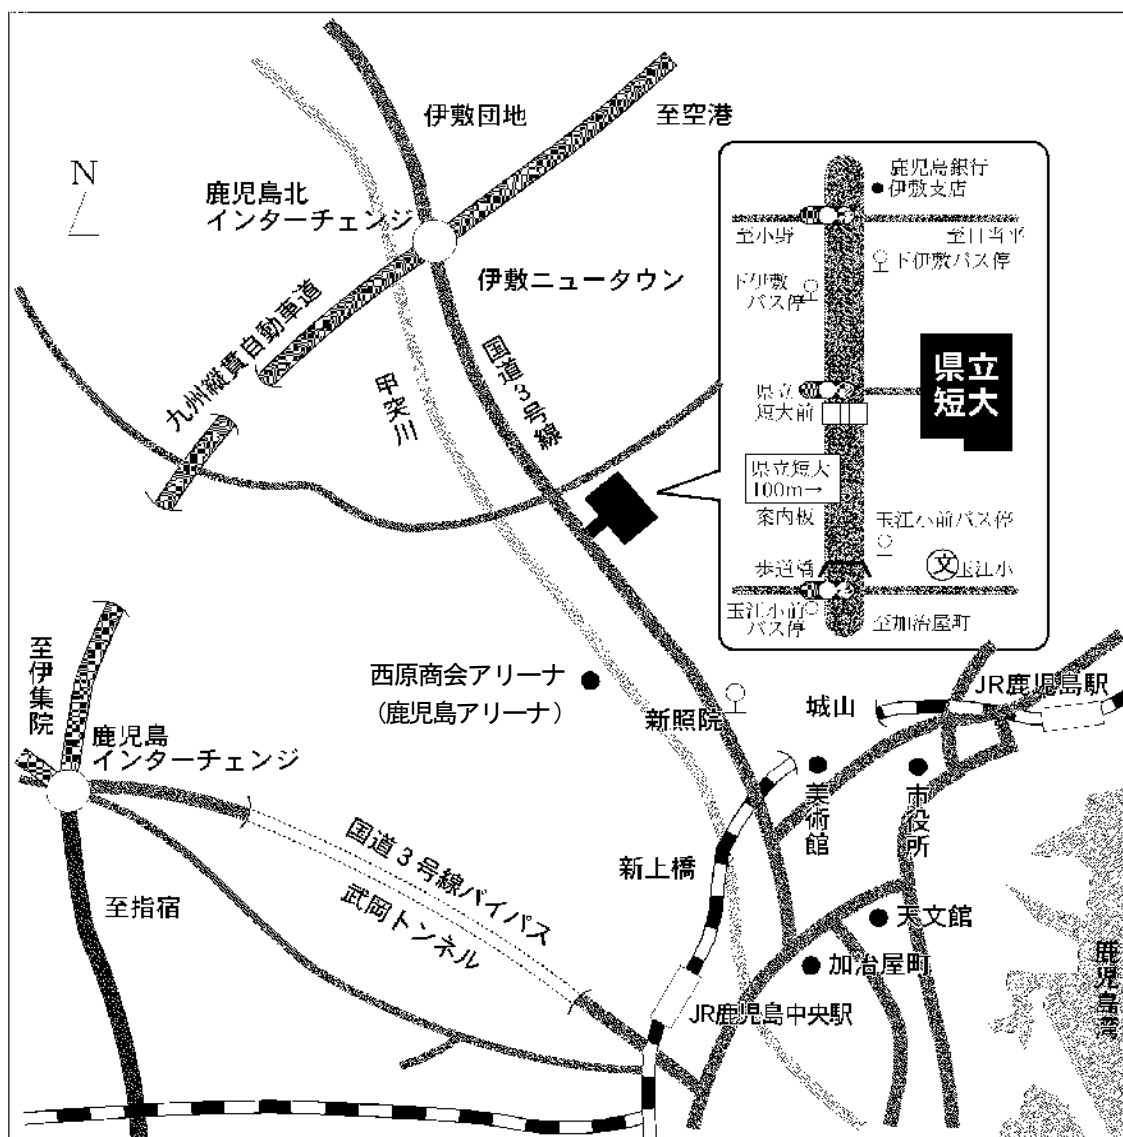 N
伊敷団地
至空港
鹿児島北
インターチェンジ
伊敷ニュータウン
九州縦貫自動車道
甲突川
国道3号線
鹿児島銀行
伊敷支店
至小野
至日当平
下伊敷バス停
下伊敷
バス停
県立
短大
県立
短大前
県立短大
100m→
案内板
玉江小前バス停
歩道橋
文
玉江小
玉江小前
バス停
至加治屋町
西原商会アリーナ
(鹿児島アリーナ)
新照院
城山
JR鹿児島駅
至伊集院
鹿児島
インターチェンジ
美術館
市役所
国道3号線バイパス
武岡トンネル
新上橋
至指宿
天文館
加治屋町
JR鹿児島中央駅
鹿児島湾